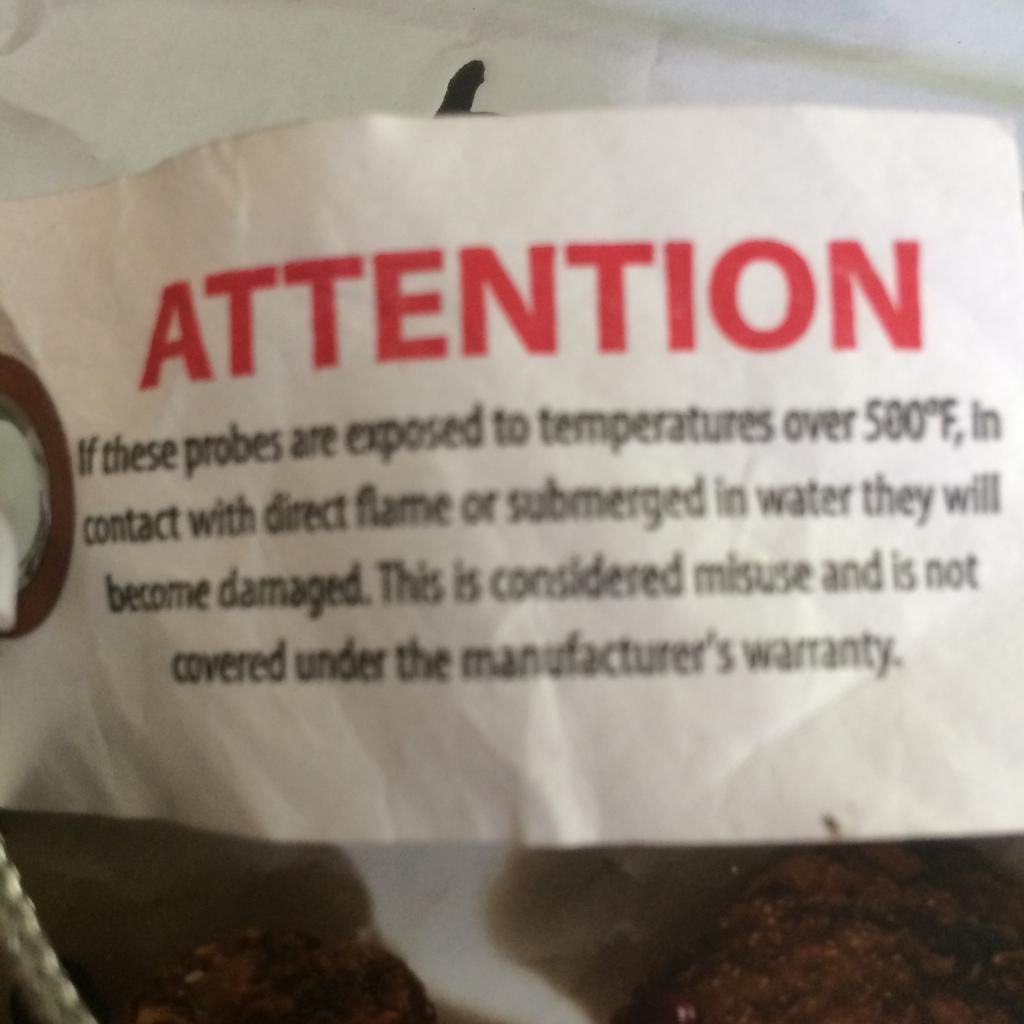 ATTENTION
If these probes are exposed to temperatures over 500°F, in
contact with direct flame or submerged in water they will
become damaged. This is considered misuse and is not
covered under the manufacturer's warranty.